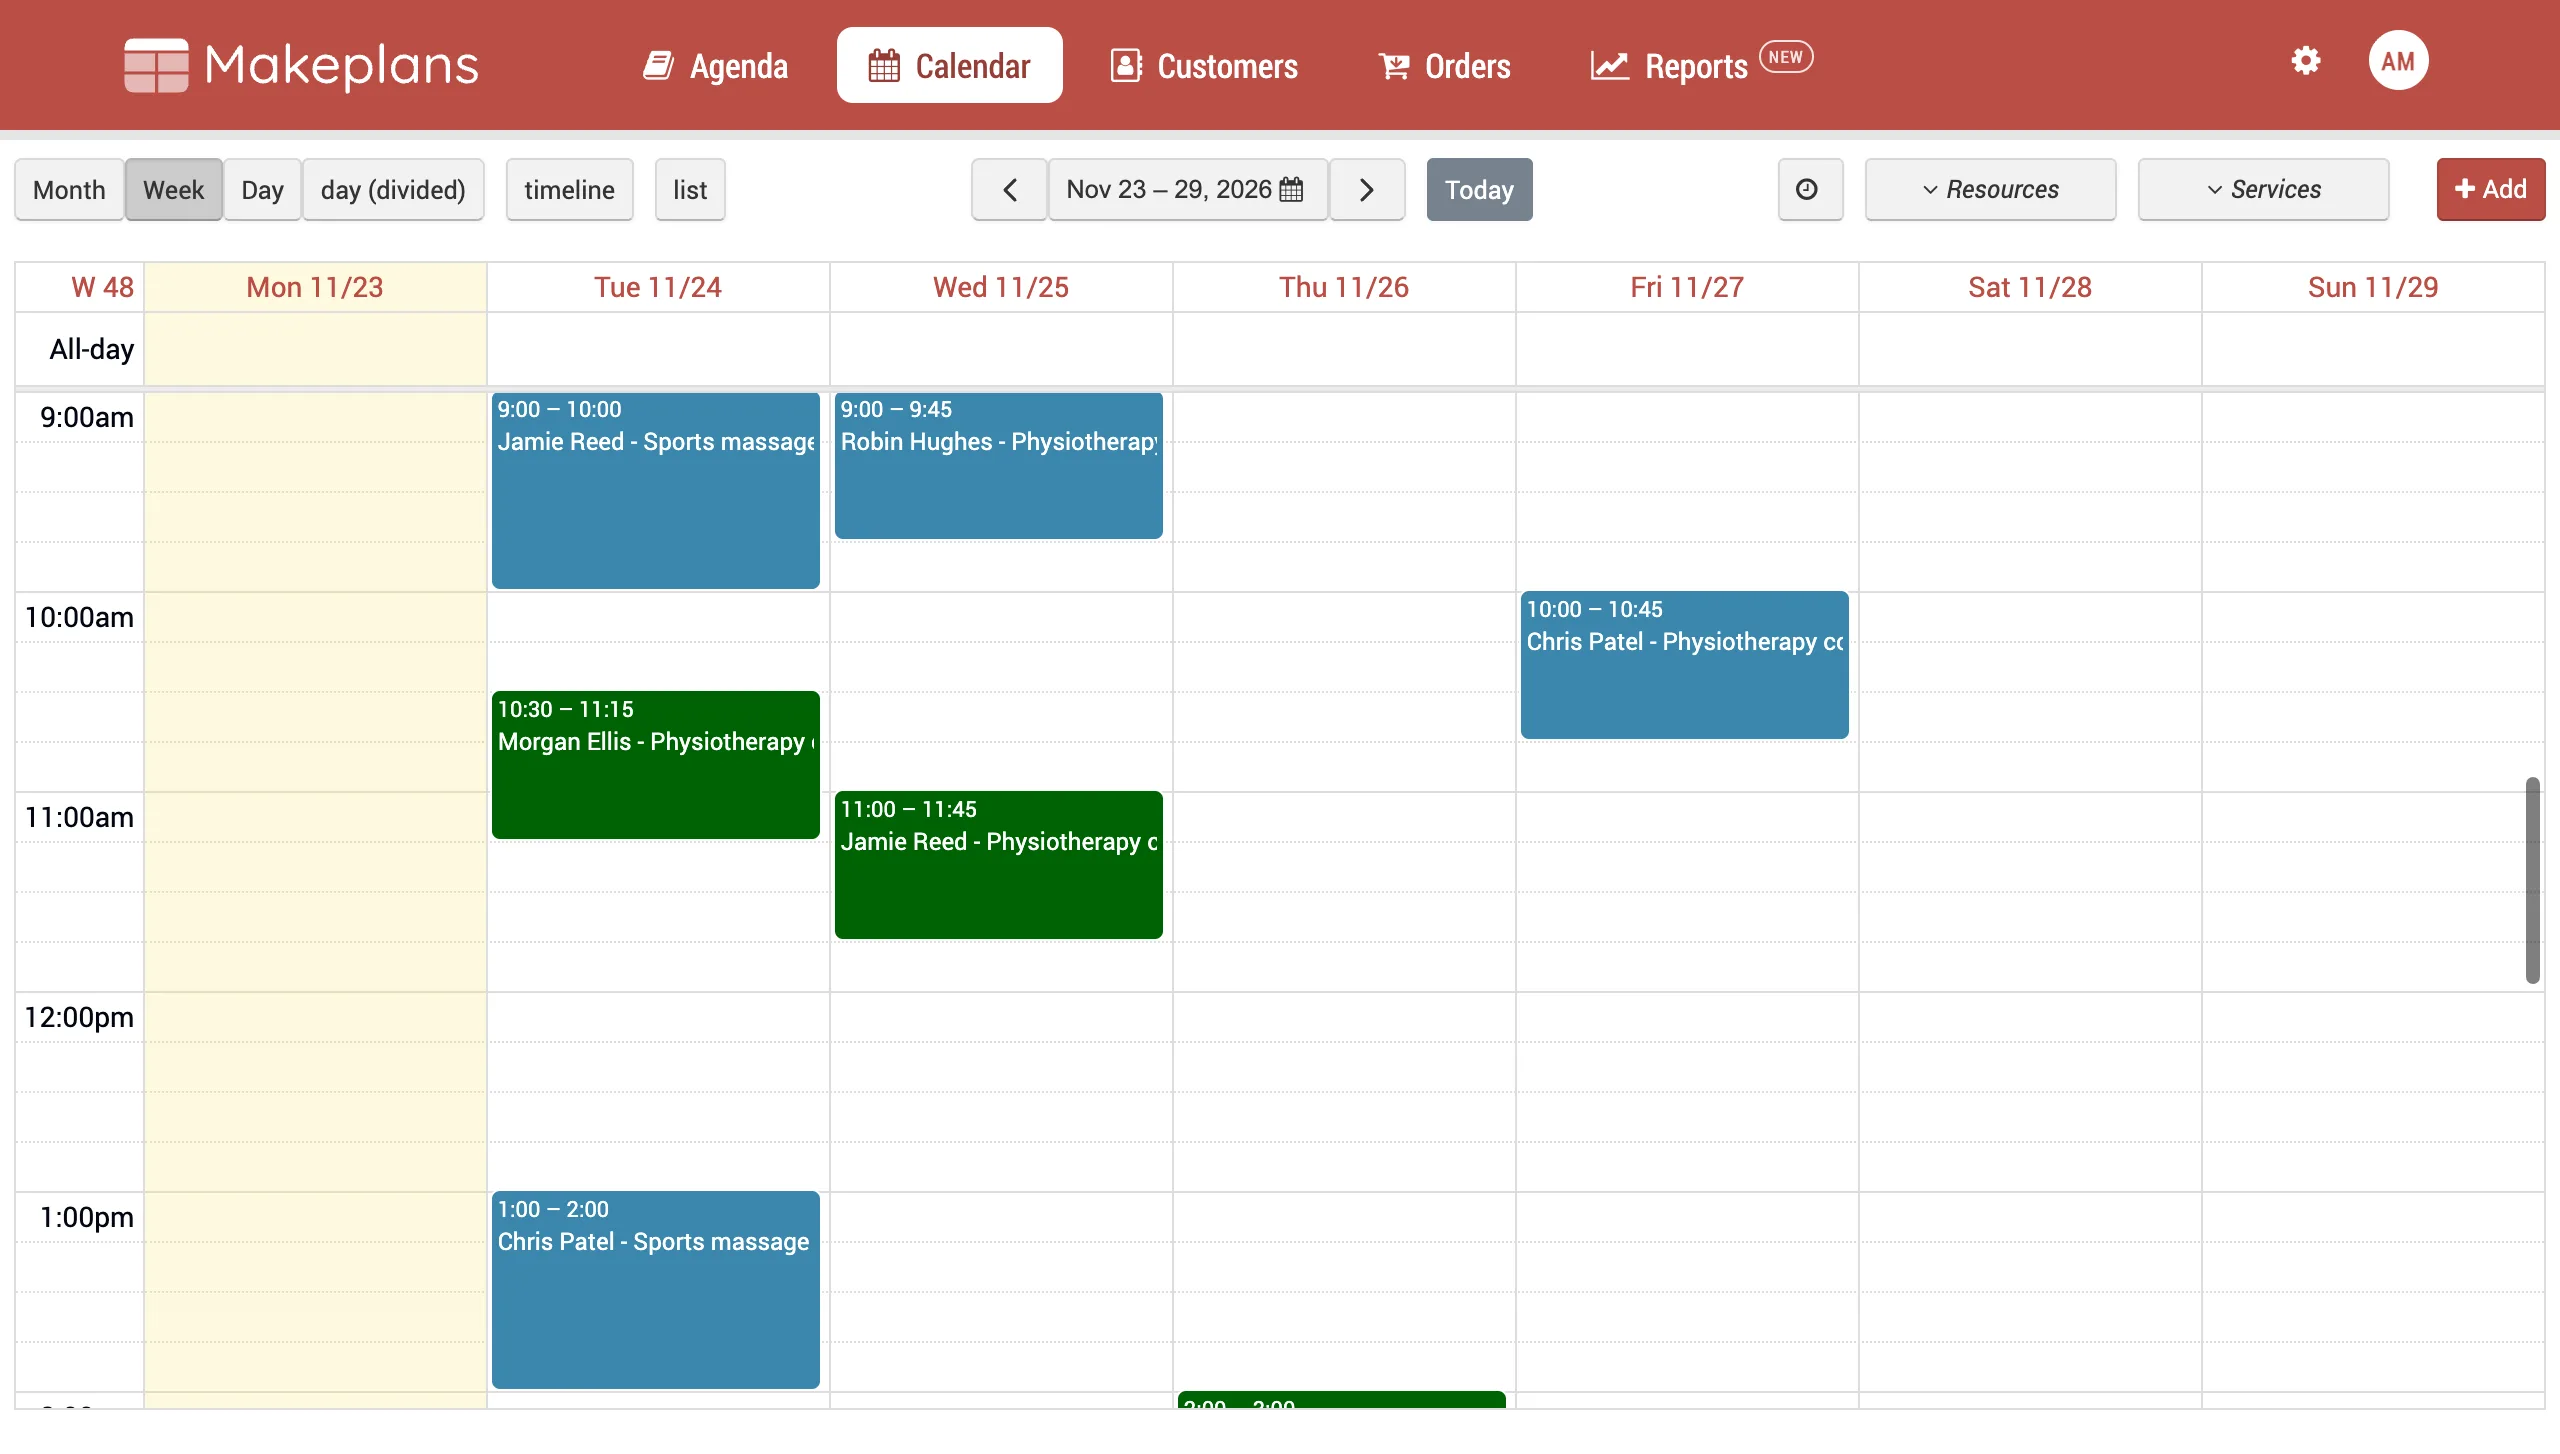 Makeplans
Agenda
Calendar
Customers
Orders
Reports NEW
AM
Month Week Day day (divided) timeline list
Nov 23 – 29, 2026
Today
Resources
Services
Add
W 48 Mon 11/23 Tue 11/24 Wed 11/25 Thu 11/26 Fri 11/27 Sat 11/28 Sun 11/29
All-day
9:00am
9:00 – 10:00
Jamie Reed - Sports massage
9:00 – 9:45
Robin Hughes - Physiotherapy
10:00am
10:00 – 10:45
Chris Patel - Physiotherapy
10:30 – 11:15
Morgan Ellis - Physiotherapy
11:00am
11:00 – 11:45
Jamie Reed - Physiotherapy
12:00pm
1:00pm
1:00 – 2:00
Chris Patel - Sports massage
2:00 – 3:00